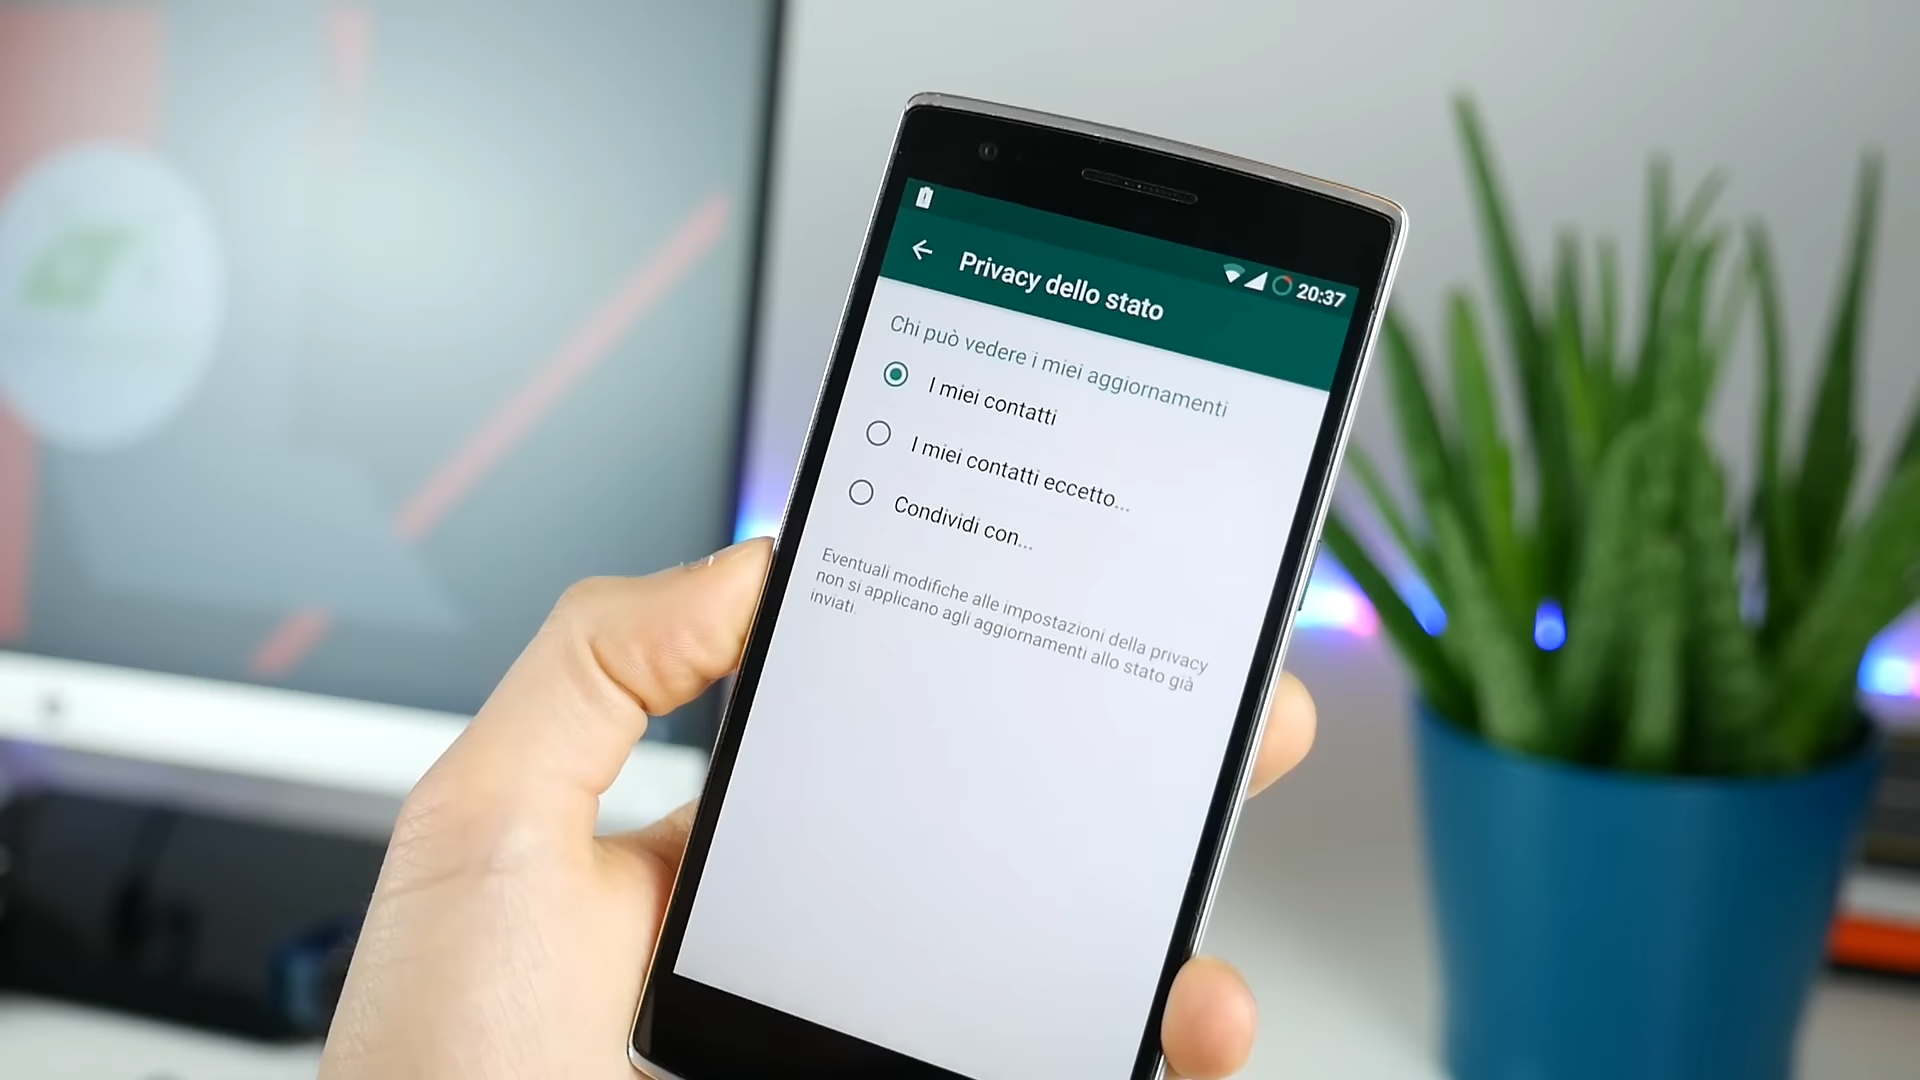 20:37
Privacy dello stato
Chi può vedere i miei aggiornamenti
I miei contatti
I miei contatti eccetto...
Condividi con...
Eventuali modifiche alle impostazioni della privacy
non si applicano agli aggiornamenti allo stato già
inviati.